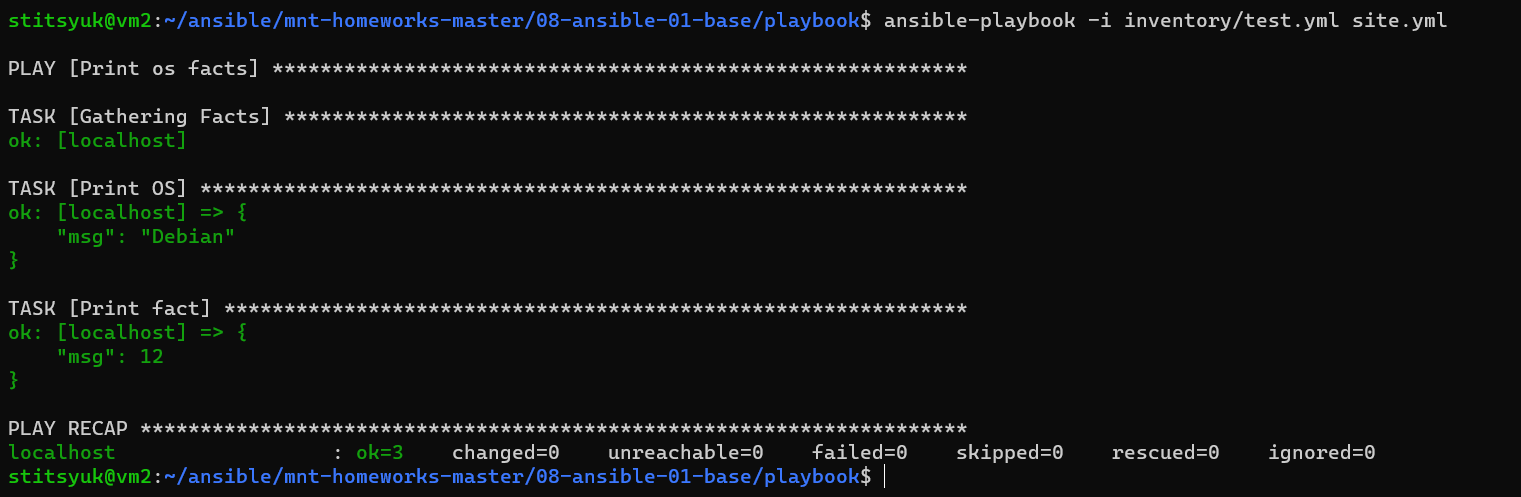 stitsyuk@vm2:~/ansible/mnt-homeworks-master/08-ansible-01-base/playbook$ ansible-playbook -i inventory/test.yml site.yml

PLAY [Print os facts] **********************************************************

TASK [Gathering Facts] *********************************************************
ok: [localhost]

TASK [Print OS] ****************************************************************
ok: [localhost] => {
    "msg": "Debian"
}

TASK [Print fact] **************************************************************
ok: [localhost] => {
    "msg": 12
}

PLAY RECAP *********************************************************************
localhost                  : ok=3    changed=0    unreachable=0    failed=0    skipped=0    rescued=0    ignored=0
stitsyuk@vm2:~/ansible/mnt-homeworks-master/08-ansible-01-base/playbook$